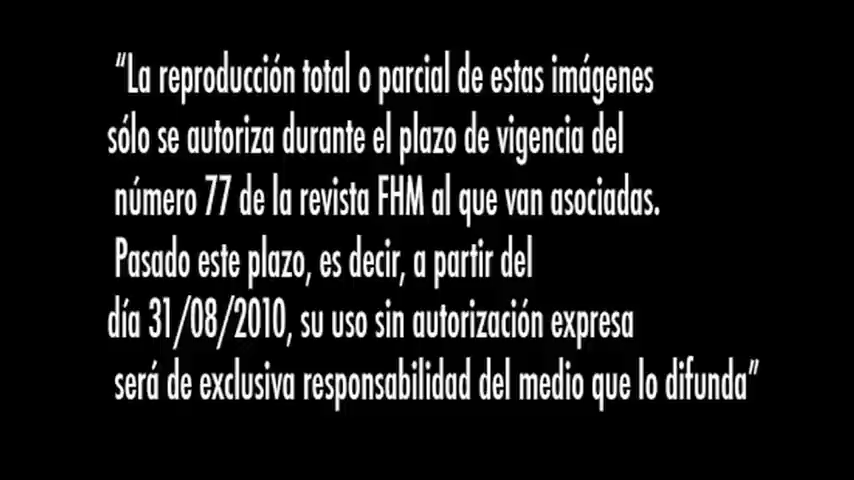 “La reproducción total o parcial de estas imágenes
sólo se autoriza durante el plazo de vigencia del
número 77 de la revista FHM al que van asociadas.
Pasado este plazo, es decir, a partir del
día 31/08/2010, su uso sin autorización expresa
será de exclusiva responsabilidad del medio que lo difunda”